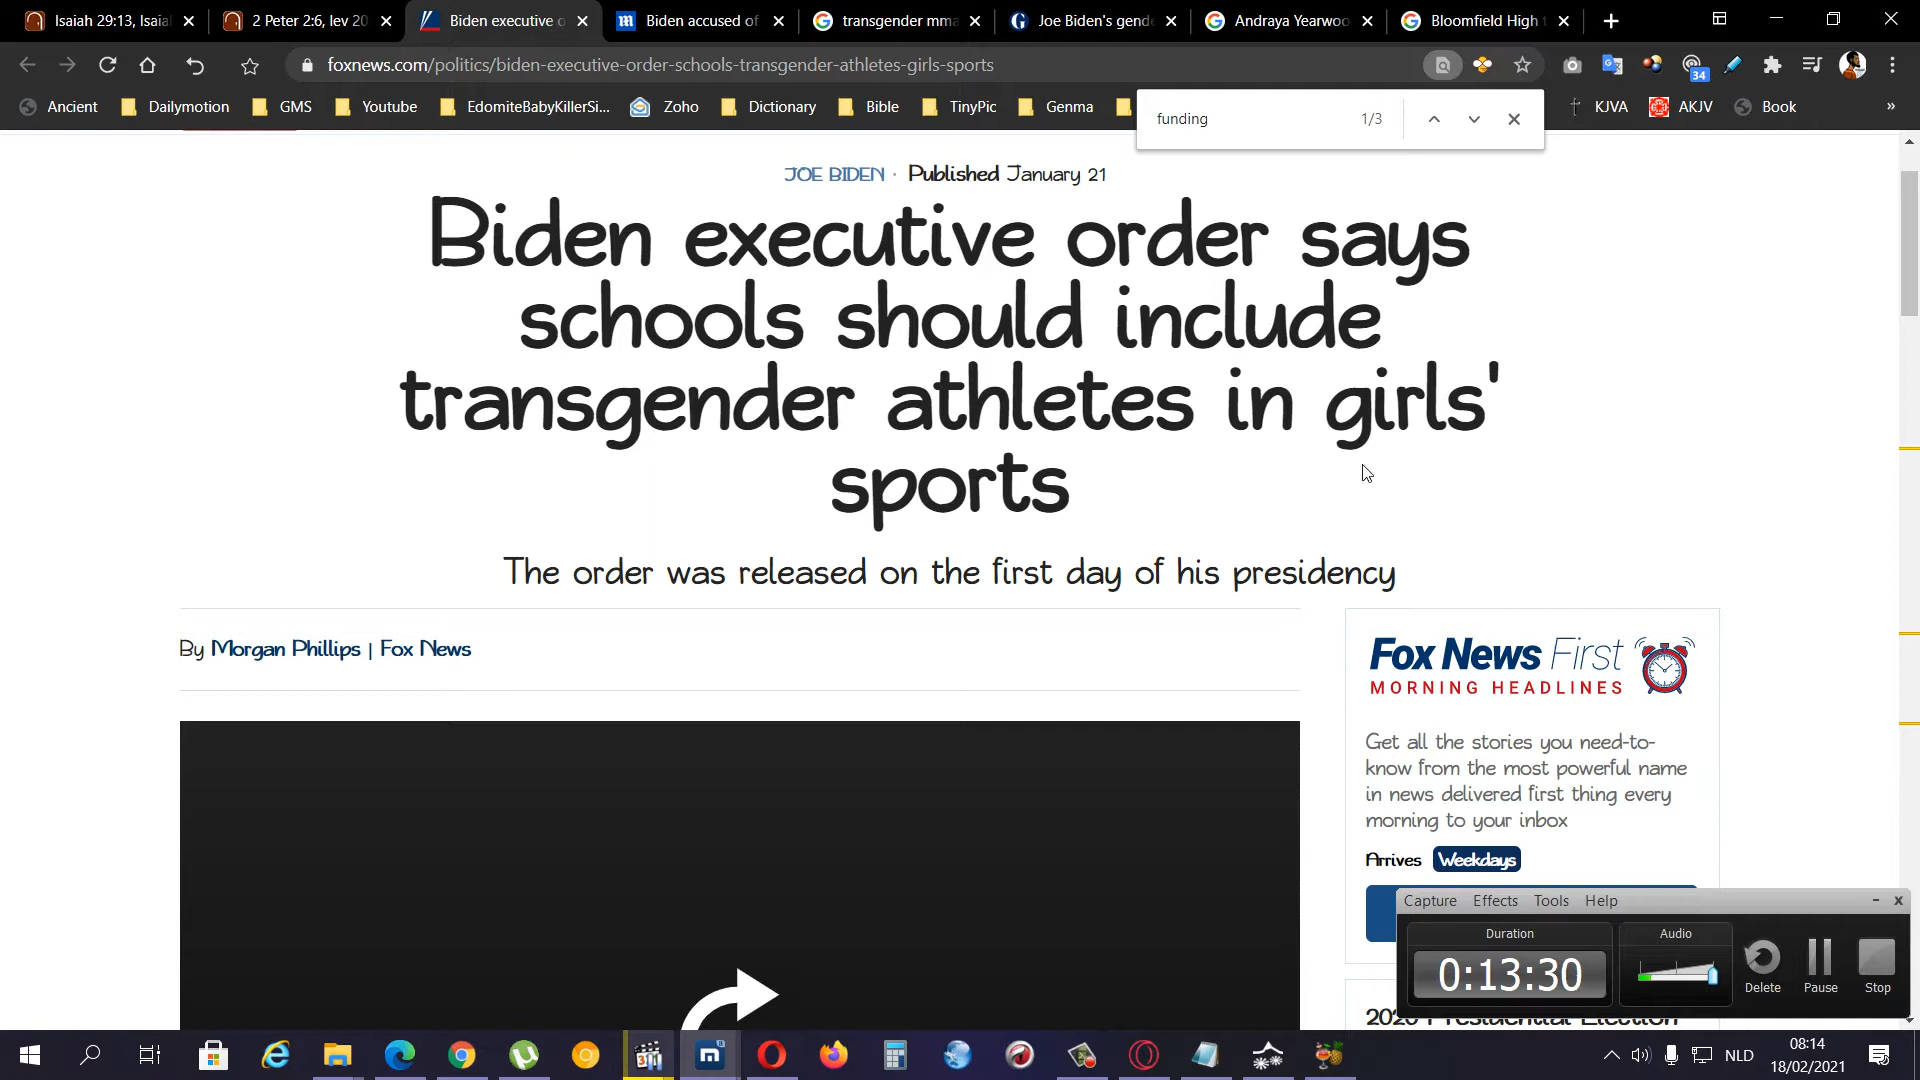 Isaiah 29:13, Isaia
2 Peter 2:6, lev 20
Biden executive o
Biden accused of
transgender mma
Joe Biden's gende
Andraya Yearwoo
Bloomfield High t
foxnews.com/politics/biden-executive-order-schools-transgender-athletes-girls-sports
34
Ancient
Dailymotion
GMS
Youtube
EdomiteBabyKillerSi...
Zoho
Dictionary
Bible
TinyPic
Genma
KJVA
AKJV
Book
»
funding 1/3
JOE BIDEN · Published January 21
Biden executive order says
schools should include
transgender athletes in girls'
sports
The order was released on the first day of his presidency
By Morgan Phillips | Fox News
Fox News First
MORNING HEADLINES
Get all the stories you need-to-
know from the most powerful name
in news delivered first thing every
morning to your inbox
Arrives Weekdays
Capture Effects Tools Help
Duration
Audio
0:13:30
Delete Pause Stop
2020 Presidential Election
NLD
08:14
18/02/2021